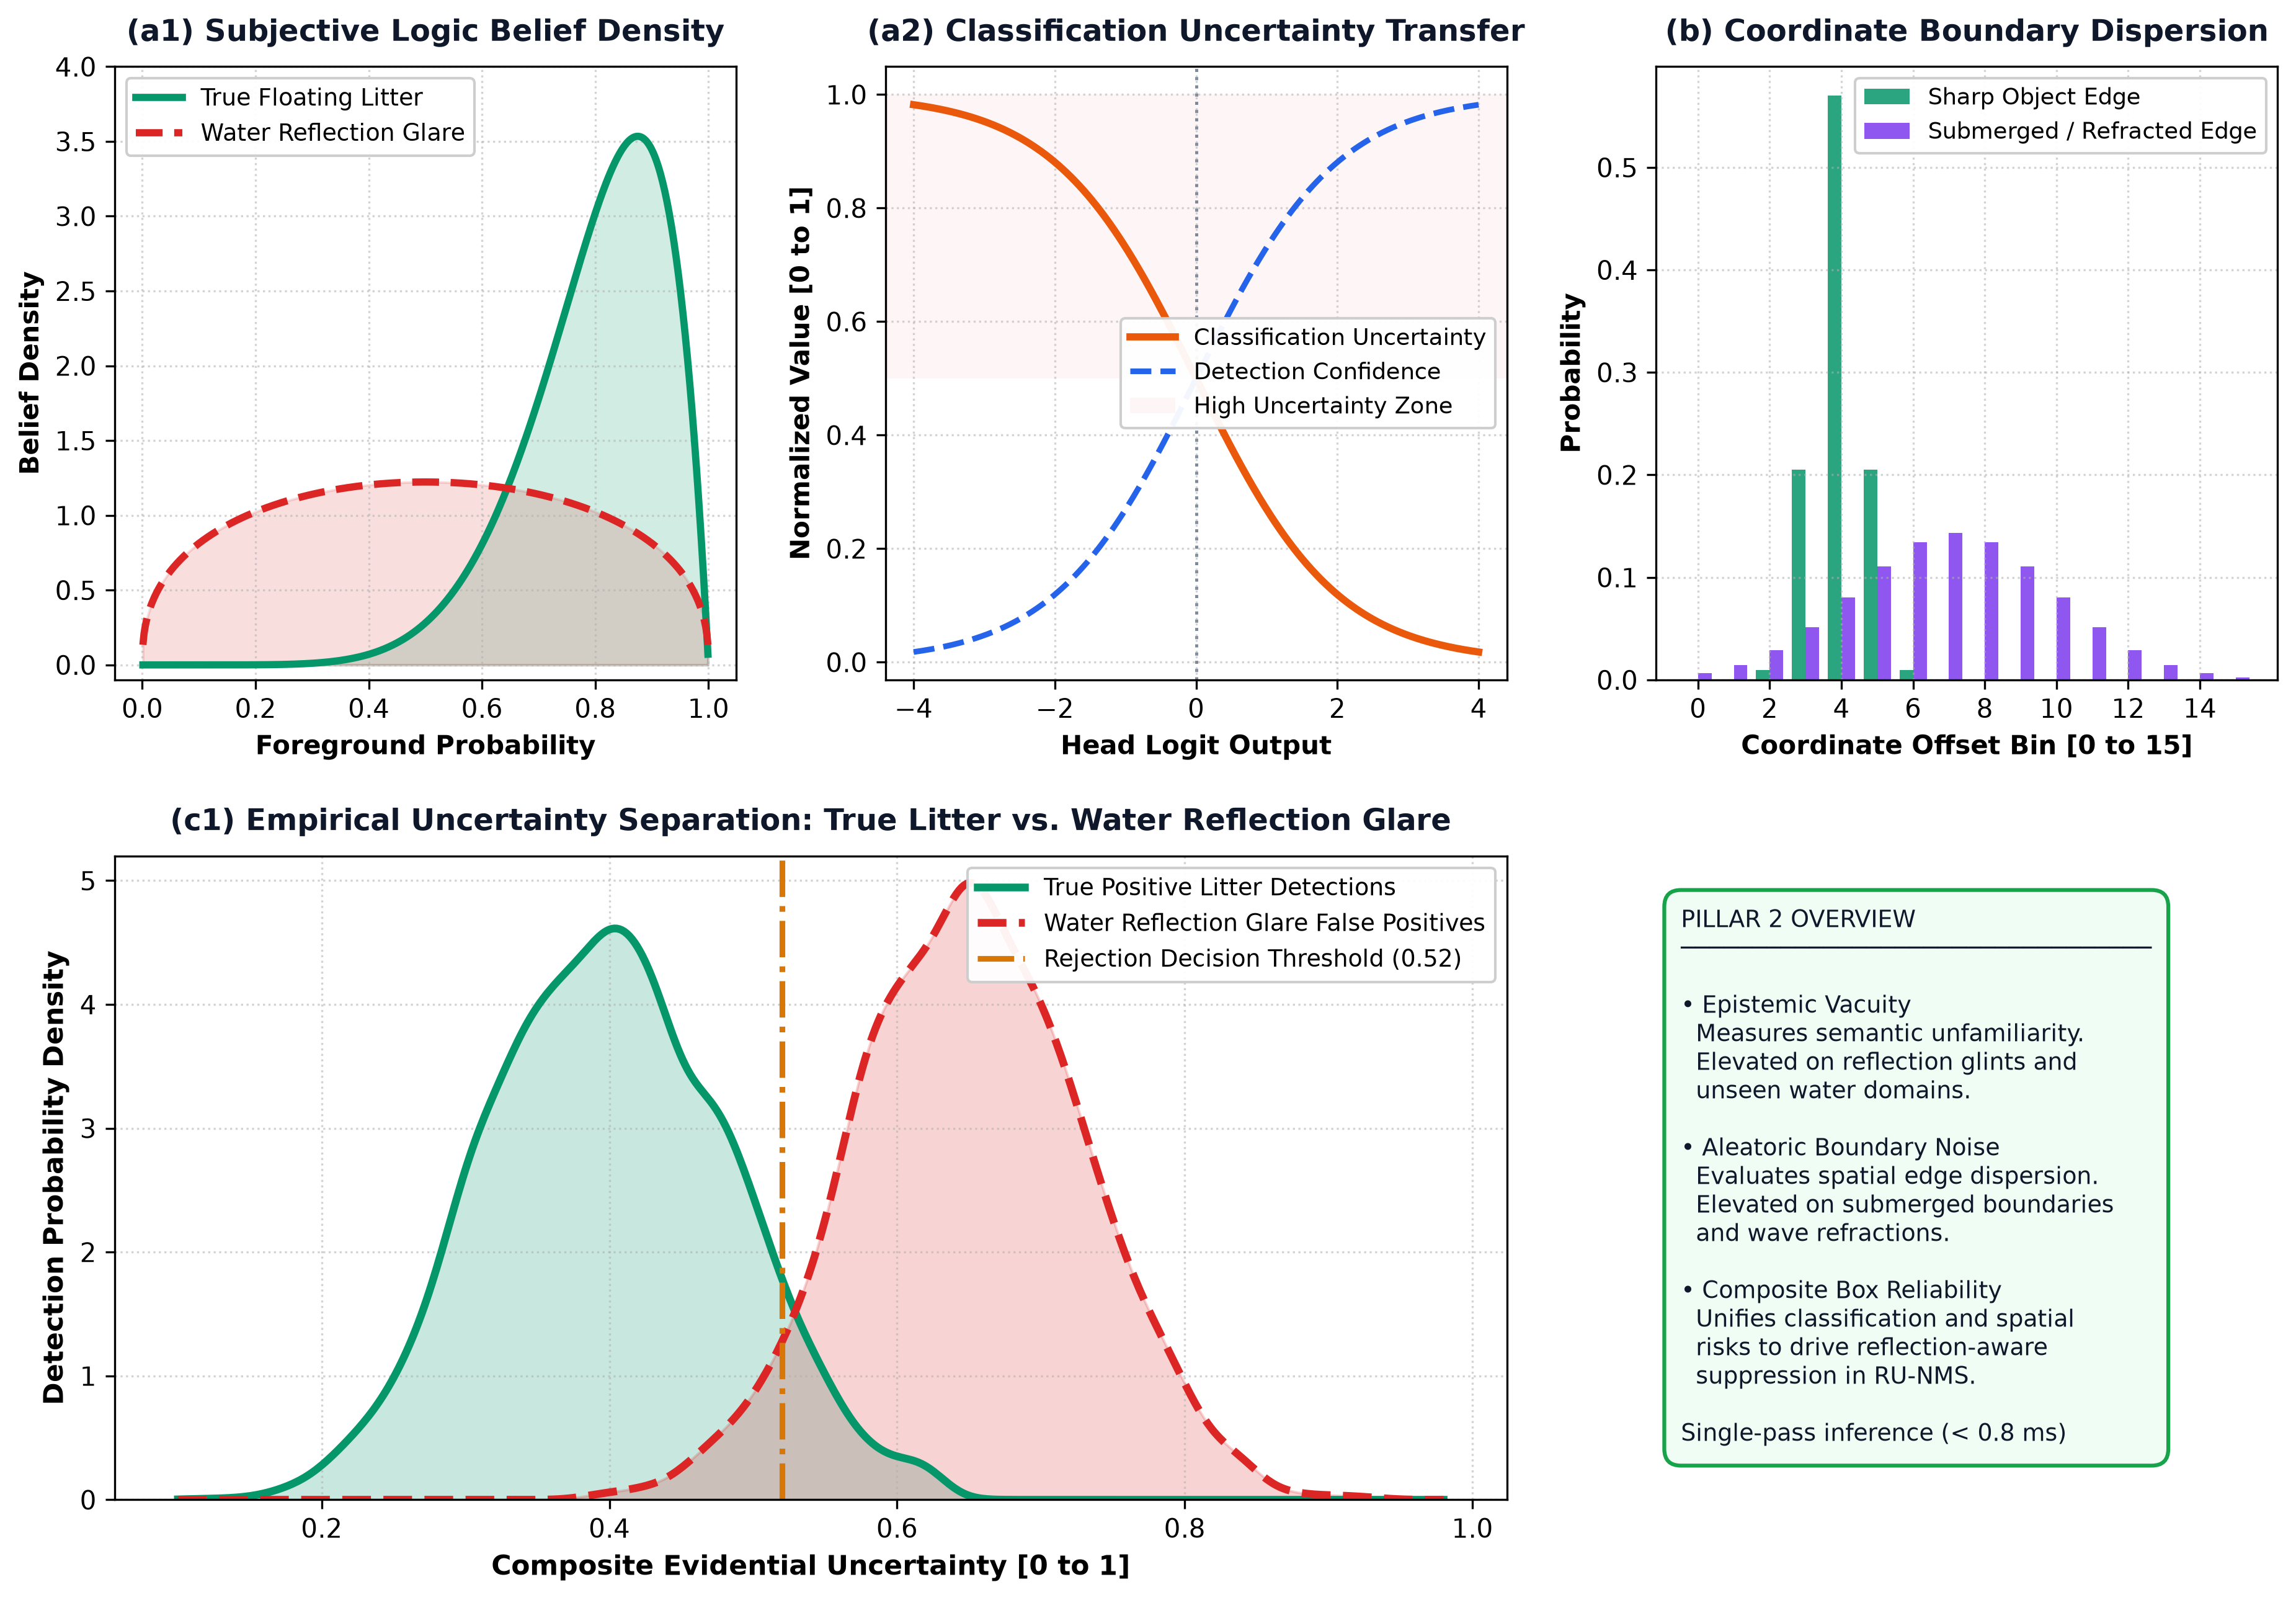 (a1) Subjective Logic Belief Density
4.0
3.5
3.0
2.5
2.0
1.5
1.0
0.5
0.0
Belief Density
True Floating Litter
Water Reflection Glare
0.0 0.2 0.4 0.6 0.8 1.0
Foreground Probability
(a2) Classification Uncertainty Transfer
1.0
0.8
0.6
0.4
0.2
0.0
Normalized Value [0 to 1]
Classification Uncertainty
Detection Confidence
High Uncertainty Zone
−4 −2 0 2 4
Head Logit Output
(b) Coordinate Boundary Dispersion
0.5
0.4
0.3
0.2
0.1
0.0
Probability
Sharp Object Edge
Submerged / Refracted Edge
0 2 4 6 8 10 12 14
Coordinate Offset Bin [0 to 15]
(c1) Empirical Uncertainty Separation: True Litter vs. Water Reflection Glare
5
4
3
2
1
0
Detection Probability Density
True Positive Litter Detections
Water Reflection Glare False Positives
Rejection Decision Threshold (0.52)
0.2 0.4 0.6 0.8 1.0
Composite Evidential Uncertainty [0 to 1]
PILLAR 2 OVERVIEW
• Epistemic Vacuity
Measures semantic unfamiliarity.
Elevated on reflection glints and
unseen water domains.
• Aleatoric Boundary Noise
Evaluates spatial edge dispersion.
Elevated on submerged boundaries
and wave refractions.
• Composite Box Reliability
Unifies classification and spatial
risks to drive reflection-aware
suppression in RU-NMS.
Single-pass inference (< 0.8 ms)